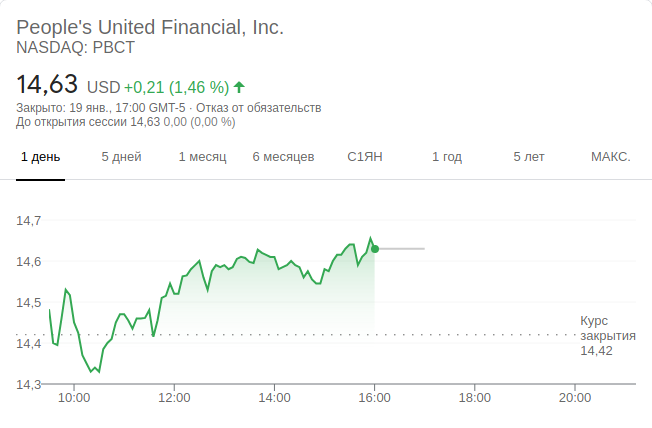 People's United Financial, Inc.
NASDAQ: PBCT
14,63 USD +0,21 (1,46 %)
Закрыто: 19 янв., 17:00 GMT-5 · Отказ от обязательств
До открытия сессии 14,63 0,00 (0,00 %)
1 день 5 дней 1 месяц 6 месяцев С1ЯН 1 год 5 лет МАКС.
14,7
14,6
14,5
Курс
закрытия
14,42
14,4
14,3
10:00 12:00 14:00 16:00 18:00 20:00